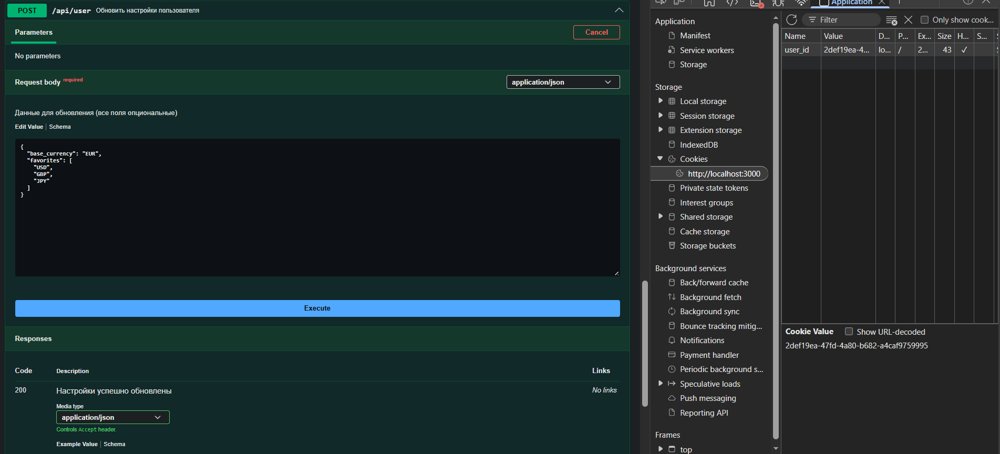 POST /api/user Обновить настройки пользователя
Parameters
Cancel
No parameters
Request body required
application/json
Данные для обновления (все поля опциональные)
Edit Value | Schema
{
  "base_currency": "EUR",
  "favorites": [
    "USD",
    "GBP",
    "JPY"
  ]
}
Execute
Responses
Code Description Links
200 Настройки успешно обновлены No links
Media type
application/json
Controls Accept header.
Example Value | Schema
Application
Application
Manifest
Service workers
Storage
Storage
Local storage
Session storage
Extension storage
IndexedDB
Cookies
http://localhost:3000
Private state tokens
Interest groups
Shared storage
Cache storage
Storage buckets
Background services
Back/forward cache
Background fetch
Background sync
Bounce tracking mitig...
Notifications
Payment handler
Periodic background s...
Speculative loads
Push messaging
Reporting API
Frames
top
Filter
Only show cook...
Name Value D... P... Ex... Size H... S...
user_id 2def19ea-4... lo... / 2... 43 ✓
Cookie Value Show URL-decoded
2def19ea-47fd-4a80-b682-a4caf9759995